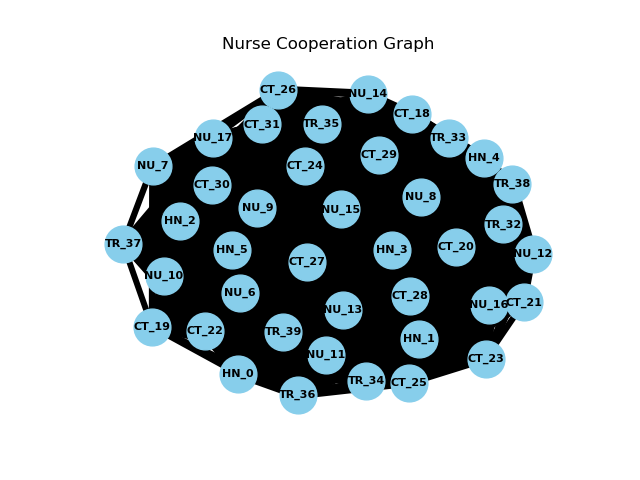 Nurse Cooperation Graph
CT_26
NU_14
CT_18
CT_31
TR_35
NU_17
TR_33
CT_29
HN_4
NU_7
CT_24
CT_30
TR_38
NU_8
NU_9
NU_15
HN_2
TR_32
TR_37
CT_20
HN_5
HN_3
NU_12
CT_27
NU_10
NU_6
CT_28
CT_21
NU_16
NU_13
CT_19
CT_22
TR_39
HN_1
NU_11
CT_23
HN_0
TR_34
CT_25
TR_36